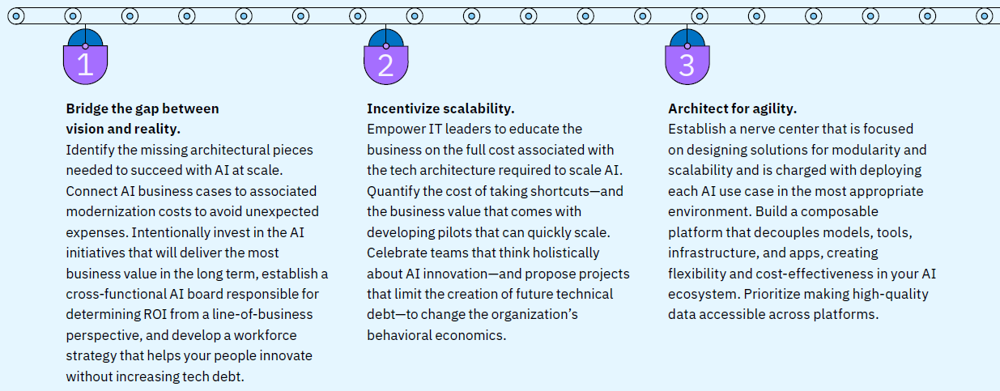 1
Bridge the gap between
vision and reality.
Identify the missing architectural pieces
needed to succeed with AI at scale.
Connect AI business cases to associated
modernization costs to avoid unexpected
expenses. Intentionally invest in the AI
initiatives that will deliver the most
business value in the long term, establish a
cross-functional AI board responsible for
determining ROI from a line-of-business
perspective, and develop a workforce
strategy that helps your people innovate
without increasing tech debt.
2
Incentivize scalability.
Empower IT leaders to educate the
business on the full cost associated with
the tech architecture required to scale AI.
Quantify the cost of taking shortcuts—and
the business value that comes with
developing pilots that can quickly scale.
Celebrate teams that think holistically
about AI innovation—and propose projects
that limit the creation of future technical
debt—to change the organization’s
behavioral economics.
3
Architect for agility.
Establish a nerve center that is focused
on designing solutions for modularity and
scalability and is charged with deploying
each AI use case in the most appropriate
environment. Build a composable
platform that decouples models, tools,
infrastructure, and apps, creating
flexibility and cost-effectiveness in your AI
ecosystem. Prioritize making high-quality
data accessible across platforms.